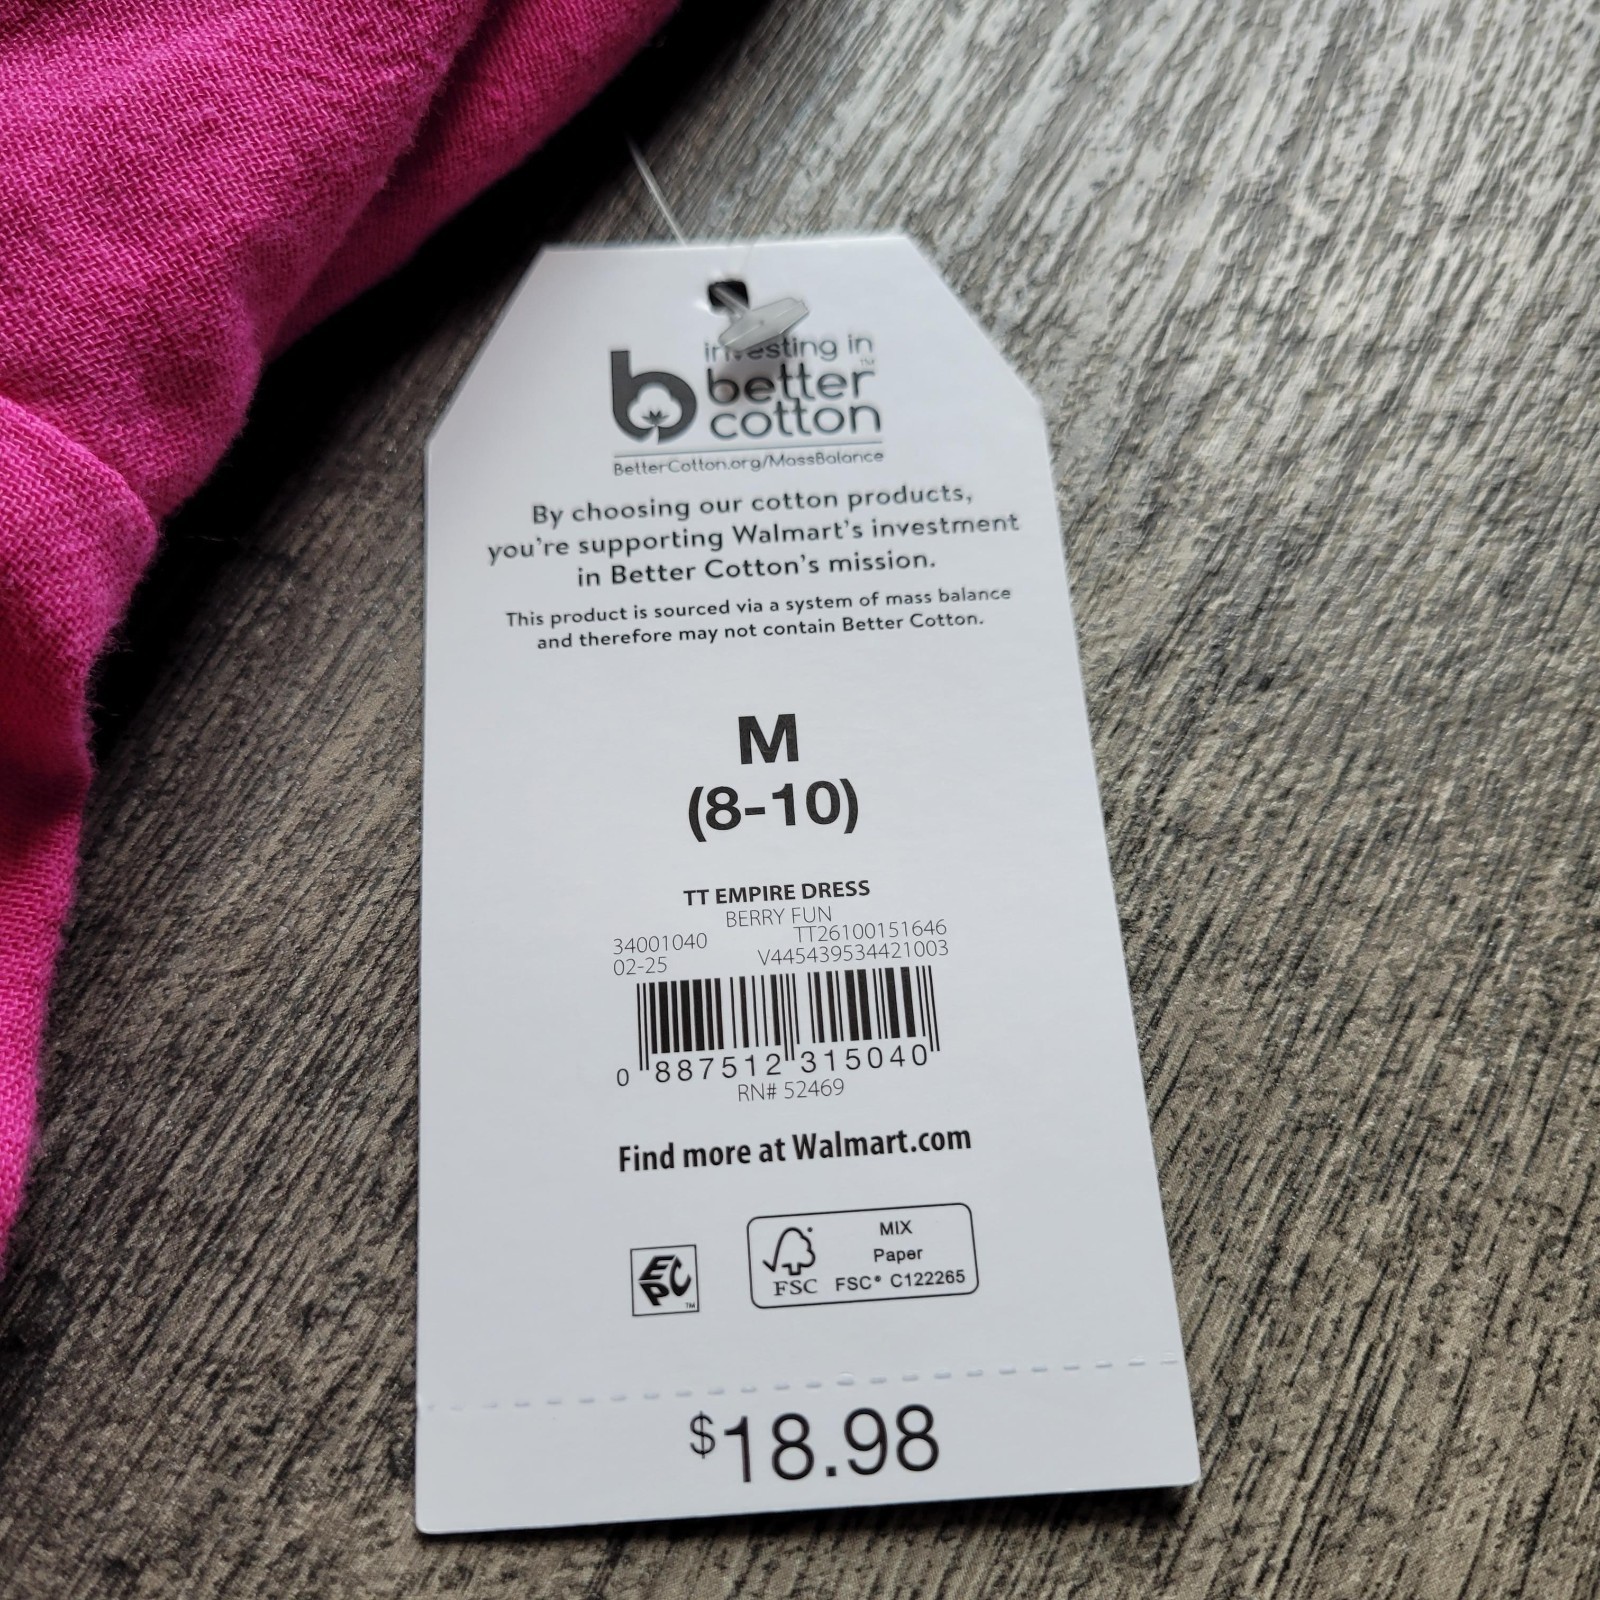 investing in
better™
cotton
BetterCotton.org/MassBalance
By choosing our cotton products,
you're supporting Walmart's investment
in Better Cotton's mission.
This product is sourced via a system of mass balance
and therefore may not contain Better Cotton.
M
(8-10)
TT EMPIRE DRESS
BERRY FUN
34001040 TT26100151646
02-25 V445439534421003
0 887512 315040
RN# 52469
Find more at Walmart.com
EPC™
FSC
MIX
Paper
FSC® C122265
$18.98